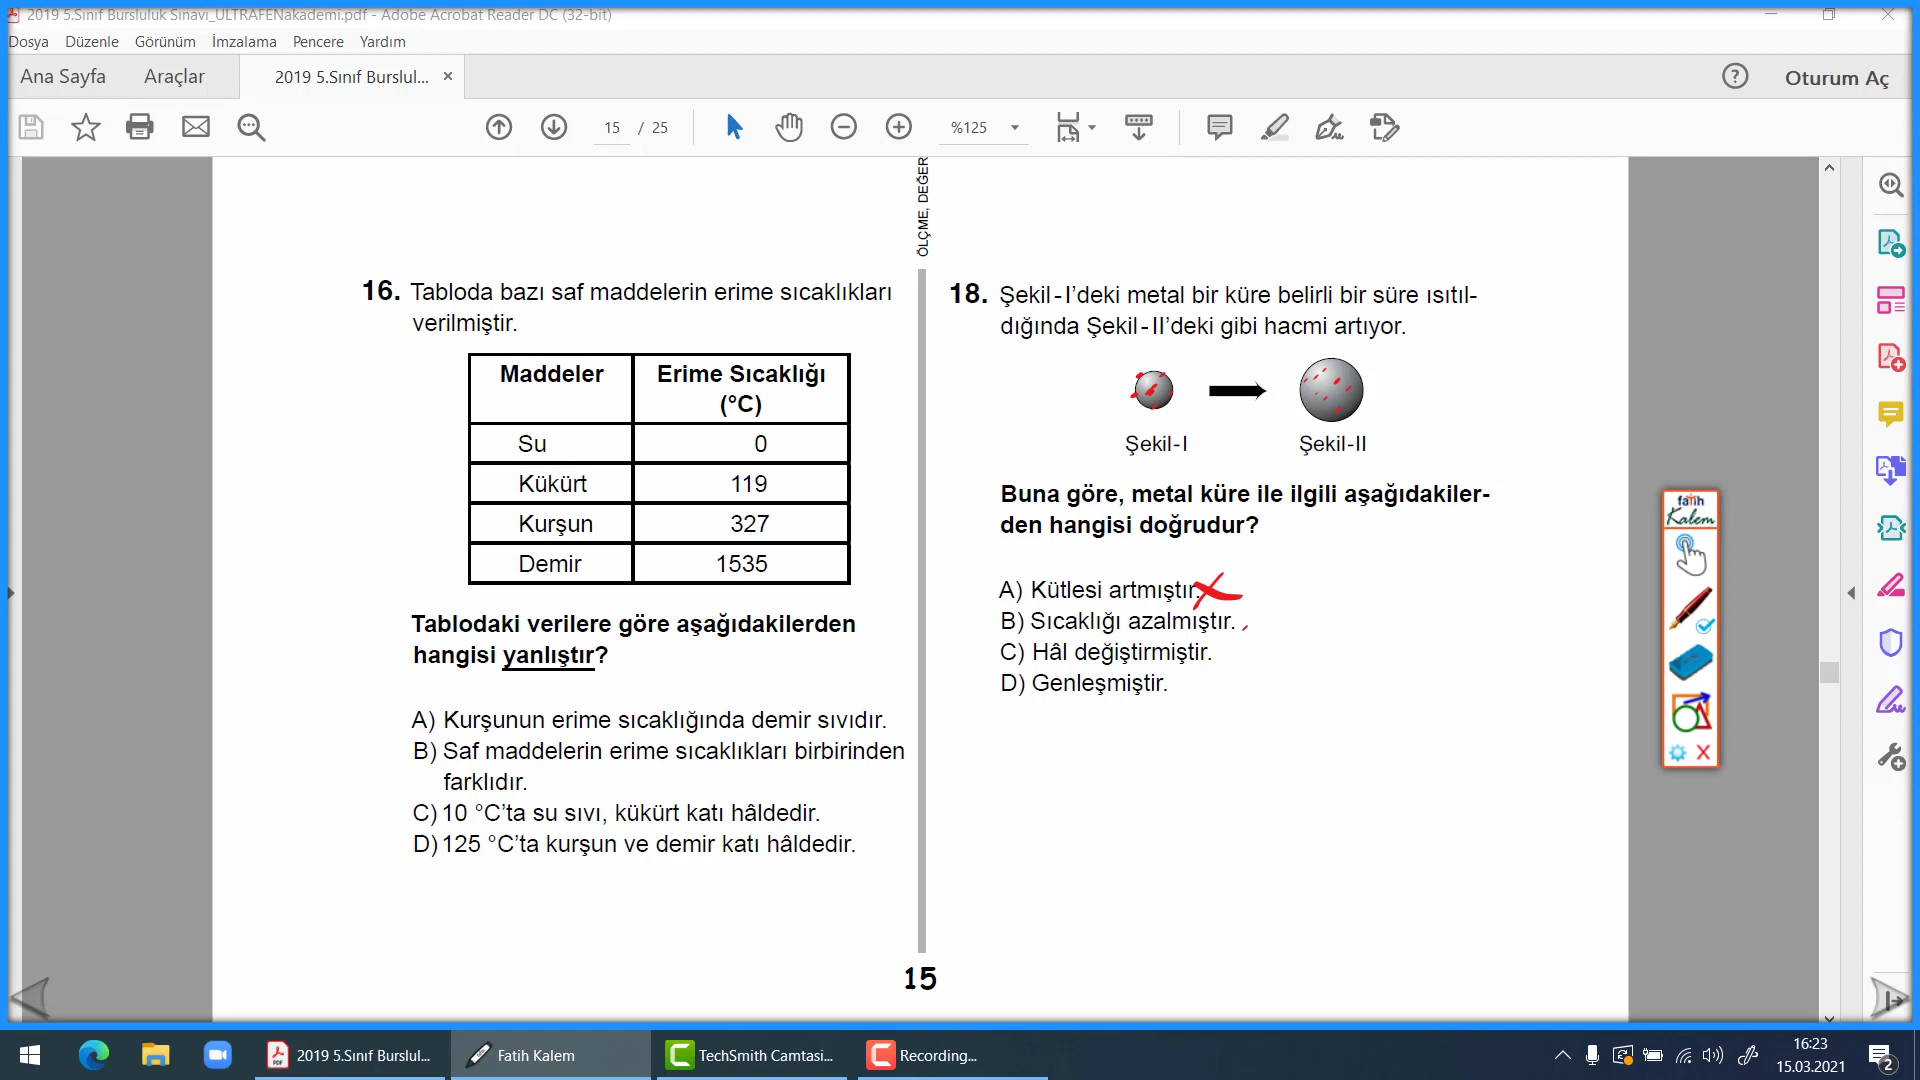 2019 5.Sınıf Bursluluk Sınavı_ULTRAFENakademi.pdf - Adobe Acrobat Reader DC (32-bit)
Dosya Düzenle Görünüm İmzalama Pencere Yardım
Ana Sayfa Araçlar 2019 5.Sınıf Burslul... × Oturum Aç
15 / 25 %125
ÖLÇME, DEĞER
16. Tabloda bazı saf maddelerin erime sıcaklıkları
verilmiştir.
Maddeler Erime Sıcaklığı
(°C)
Su 0
Kükürt 119
Kurşun 327
Demir 1535
Tablodaki verilere göre aşağıdakilerden
hangisi yanlıştır?
A) Kurşunun erime sıcaklığında demir sıvıdır.
B) Saf maddelerin erime sıcaklıkları birbirinden
farklıdır.
C) 10 °C'ta su sıvı, kükürt katı hâldedir.
D) 125 °C'ta kurşun ve demir katı hâldedir.
18. Şekil-I'deki metal bir küre belirli bir süre ısıtıl-
dığında Şekil-II'deki gibi hacmi artıyor.
Şekil-I Şekil-II
Buna göre, metal küre ile ilgili aşağıdakiler-
den hangisi doğrudur?
A) Kütlesi artmıştır.
B) Sıcaklığı azalmıştır.
C) Hâl değiştirmiştir.
D) Genleşmiştir.
15
fatih
Kalem
2019 5.Sınıf Burslul... Fatih Kalem TechSmith Camtasi... Recording...
16:23
15.03.2021
2